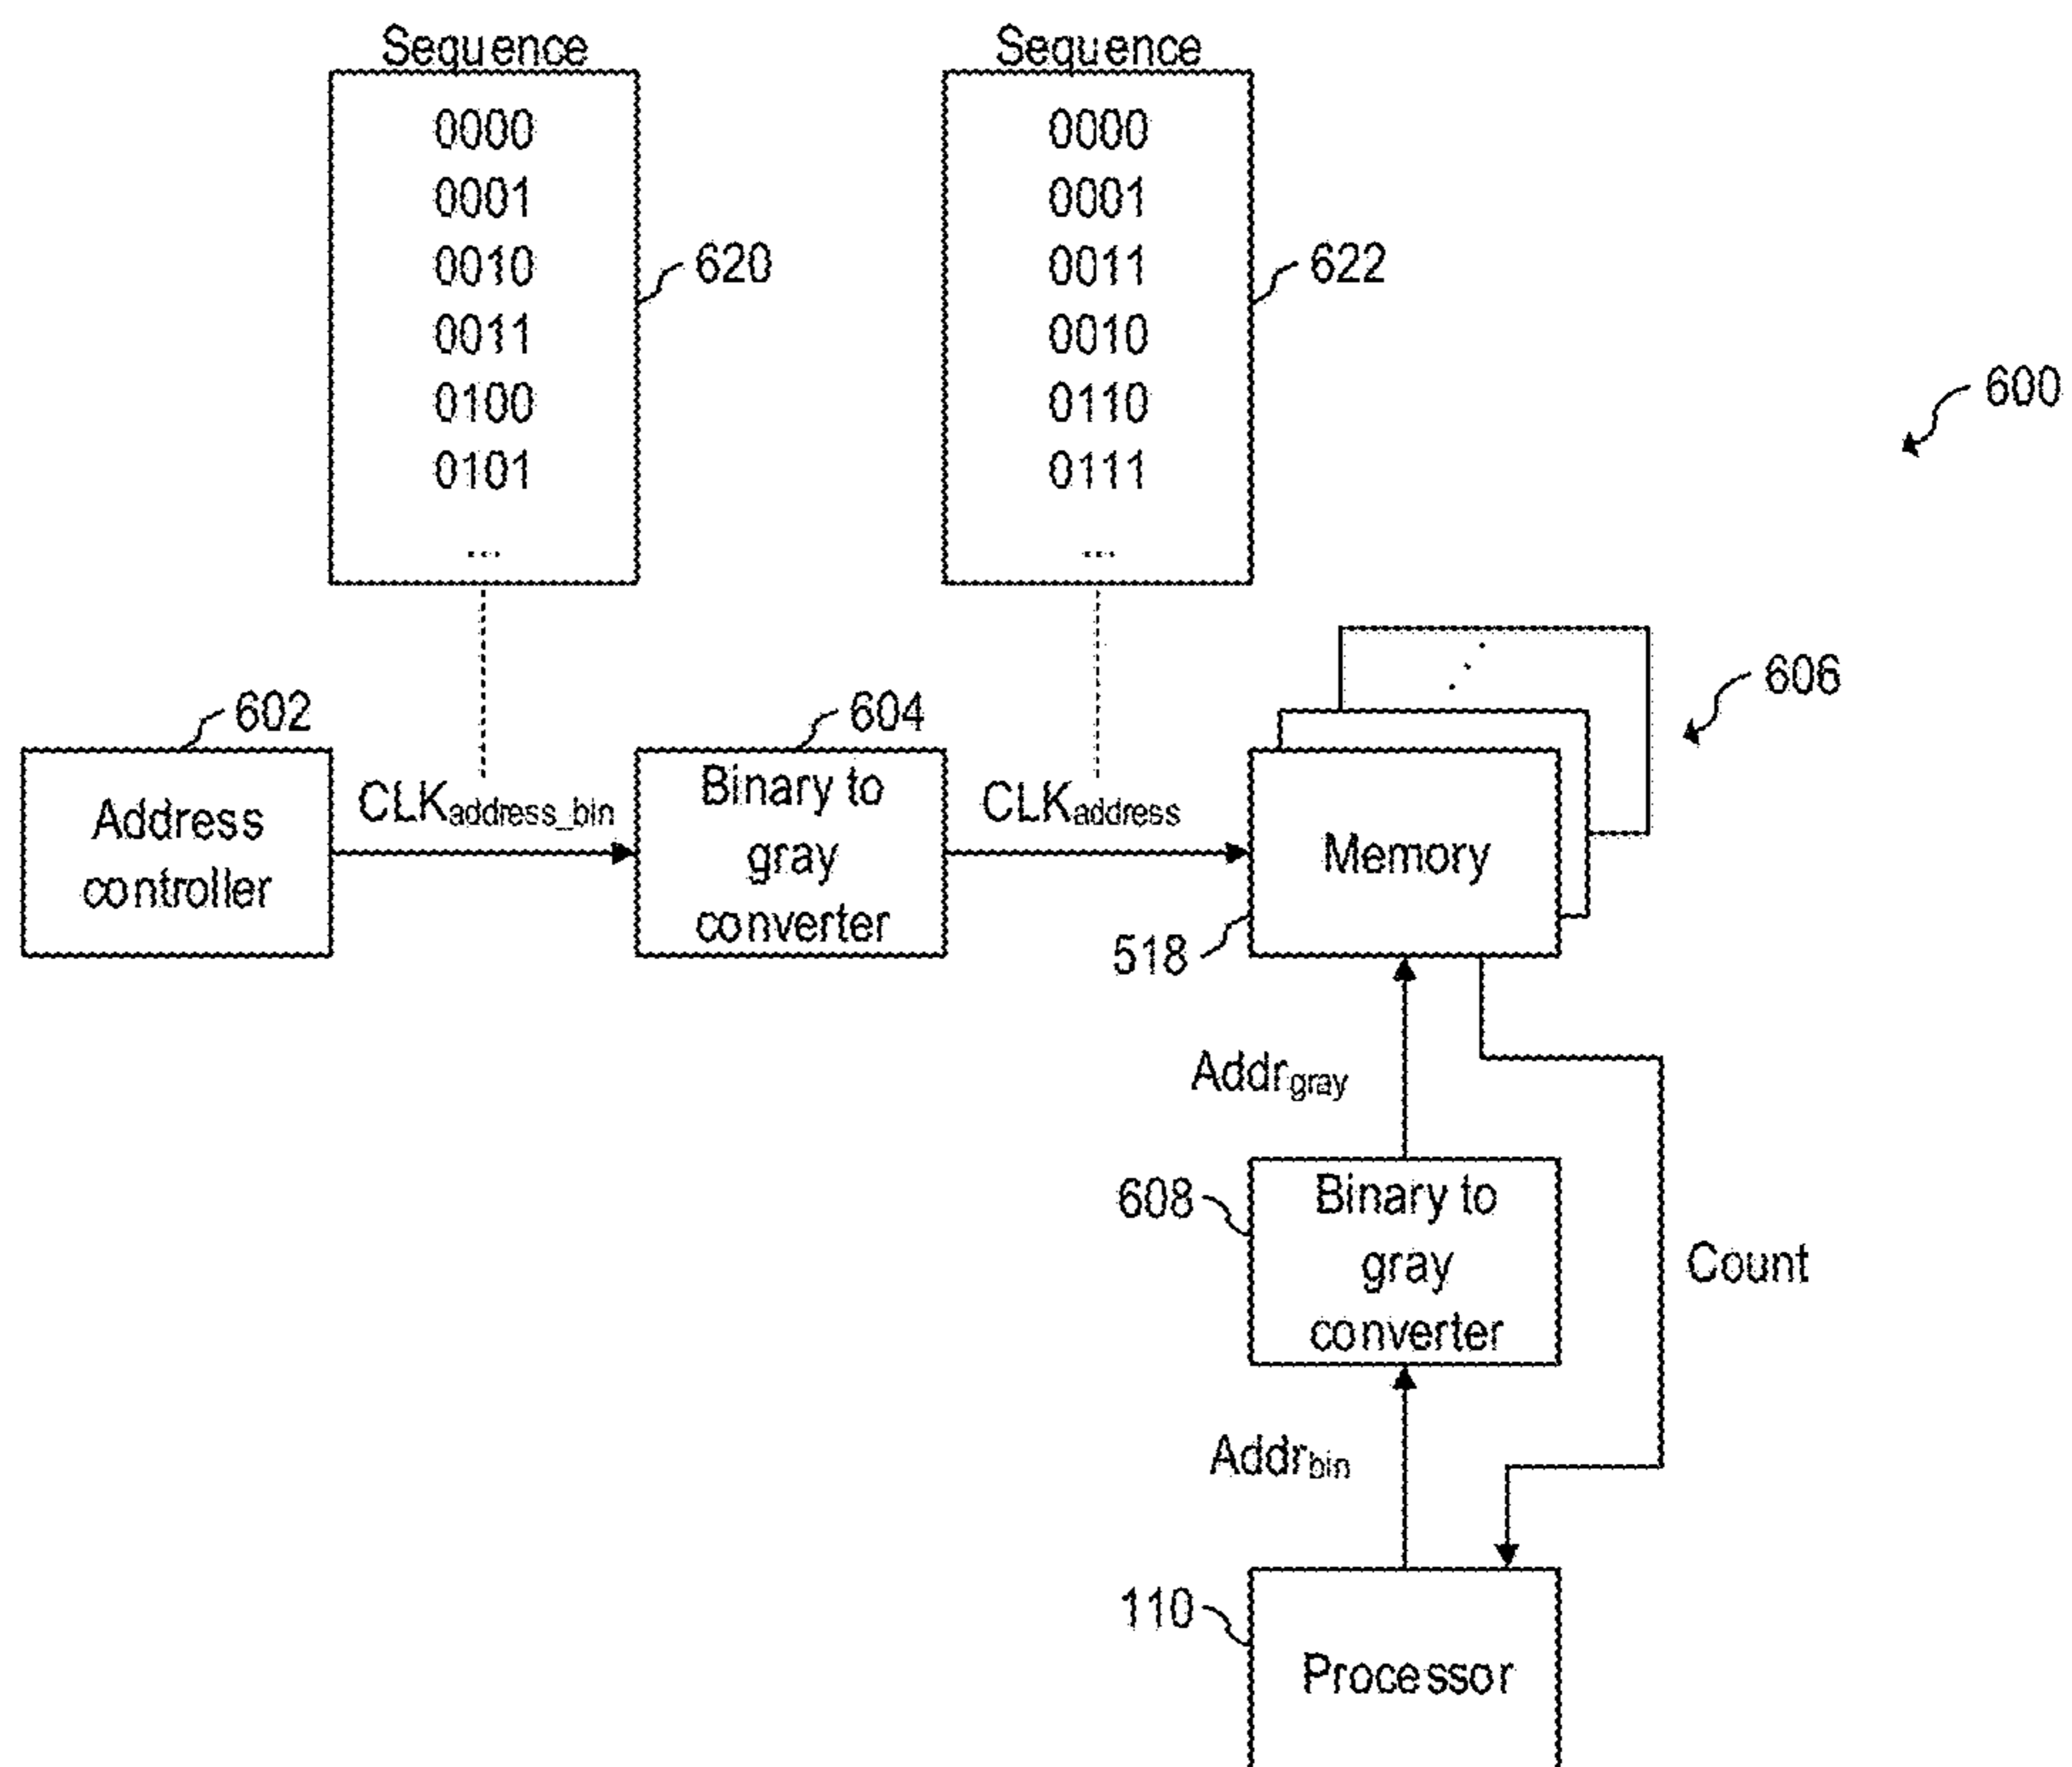 Sequence
0000
0001
0010
0011
0100
0101
...
620
Sequence
0000
0001
0011
0010
0110
0111
...
622
600
602
Address
controller
CLKaddress_bin
604
Binary to
gray
converter
CLKaddress
606
Memory
518
Addrgray
608
Binary to
gray
converter
Count
Addrbin
110
Processor